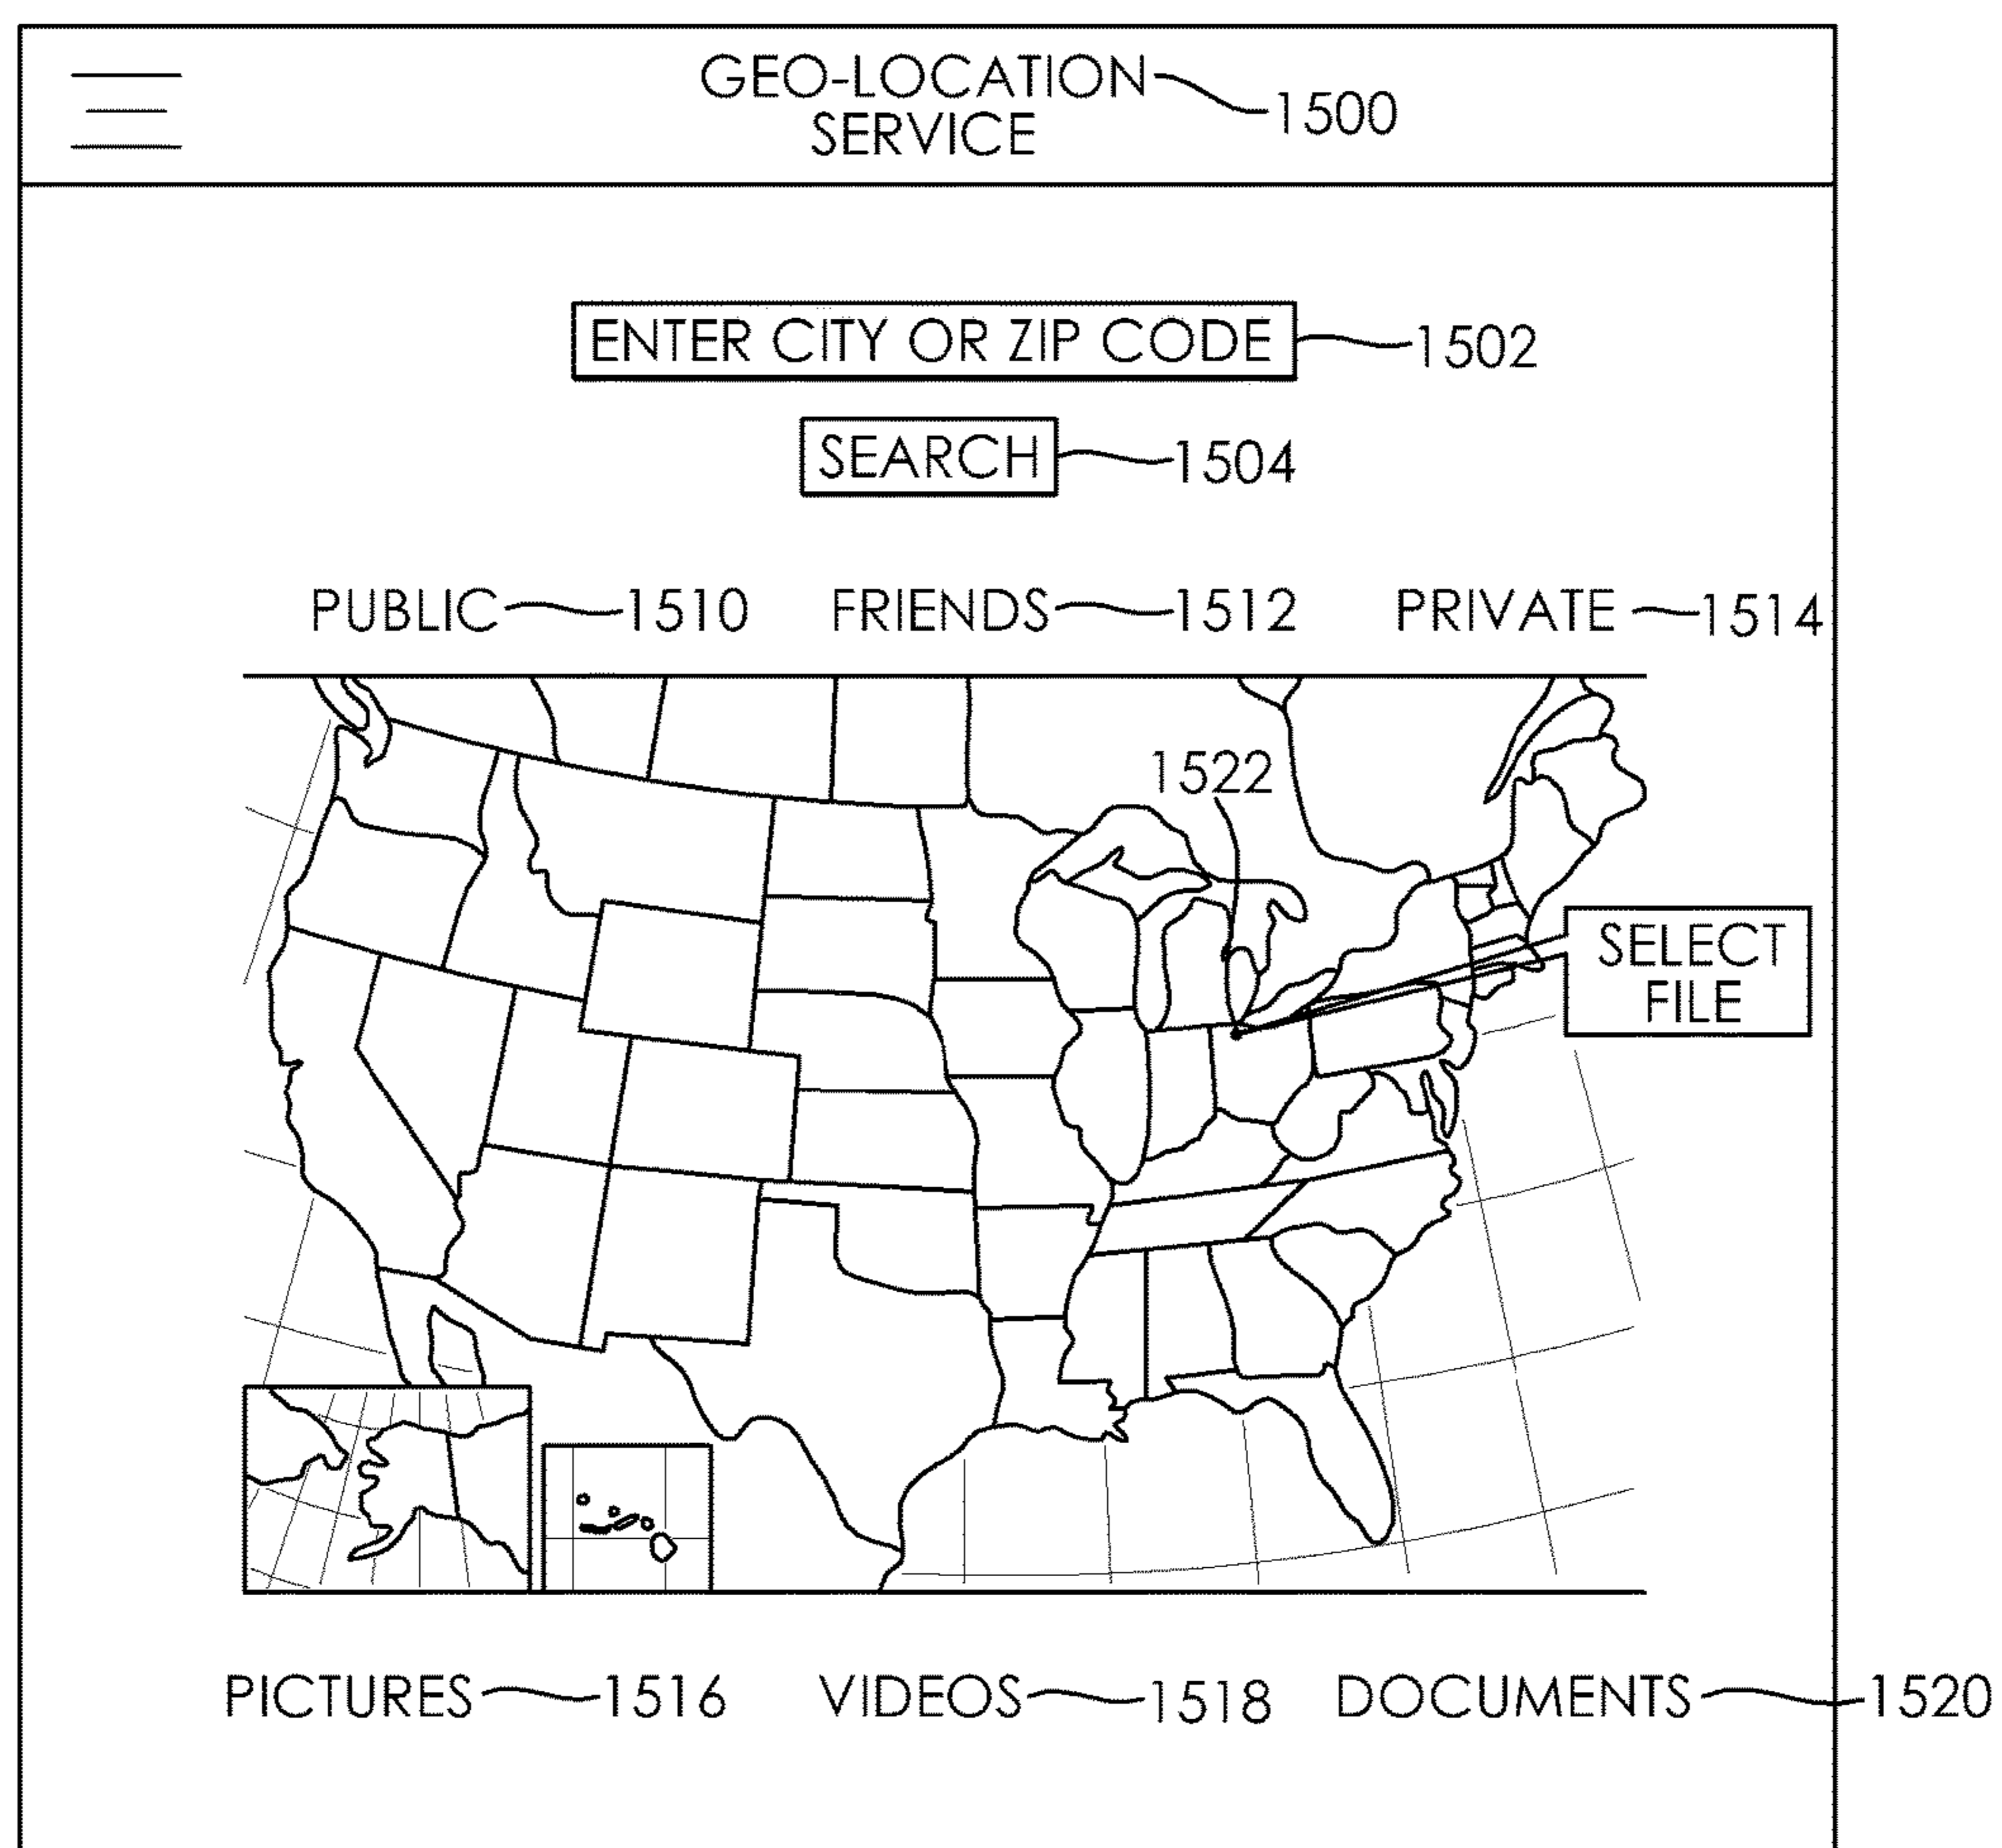 GEO-LOCATION
SERVICE
1500
ENTER CITY OR ZIP CODE 1502
SEARCH 1504
PUBLIC 1510 FRIENDS 1512 PRIVATE 1514
1522
SELECT
FILE
PICTURES 1516 VIDEOS 1518 DOCUMENTS 1520